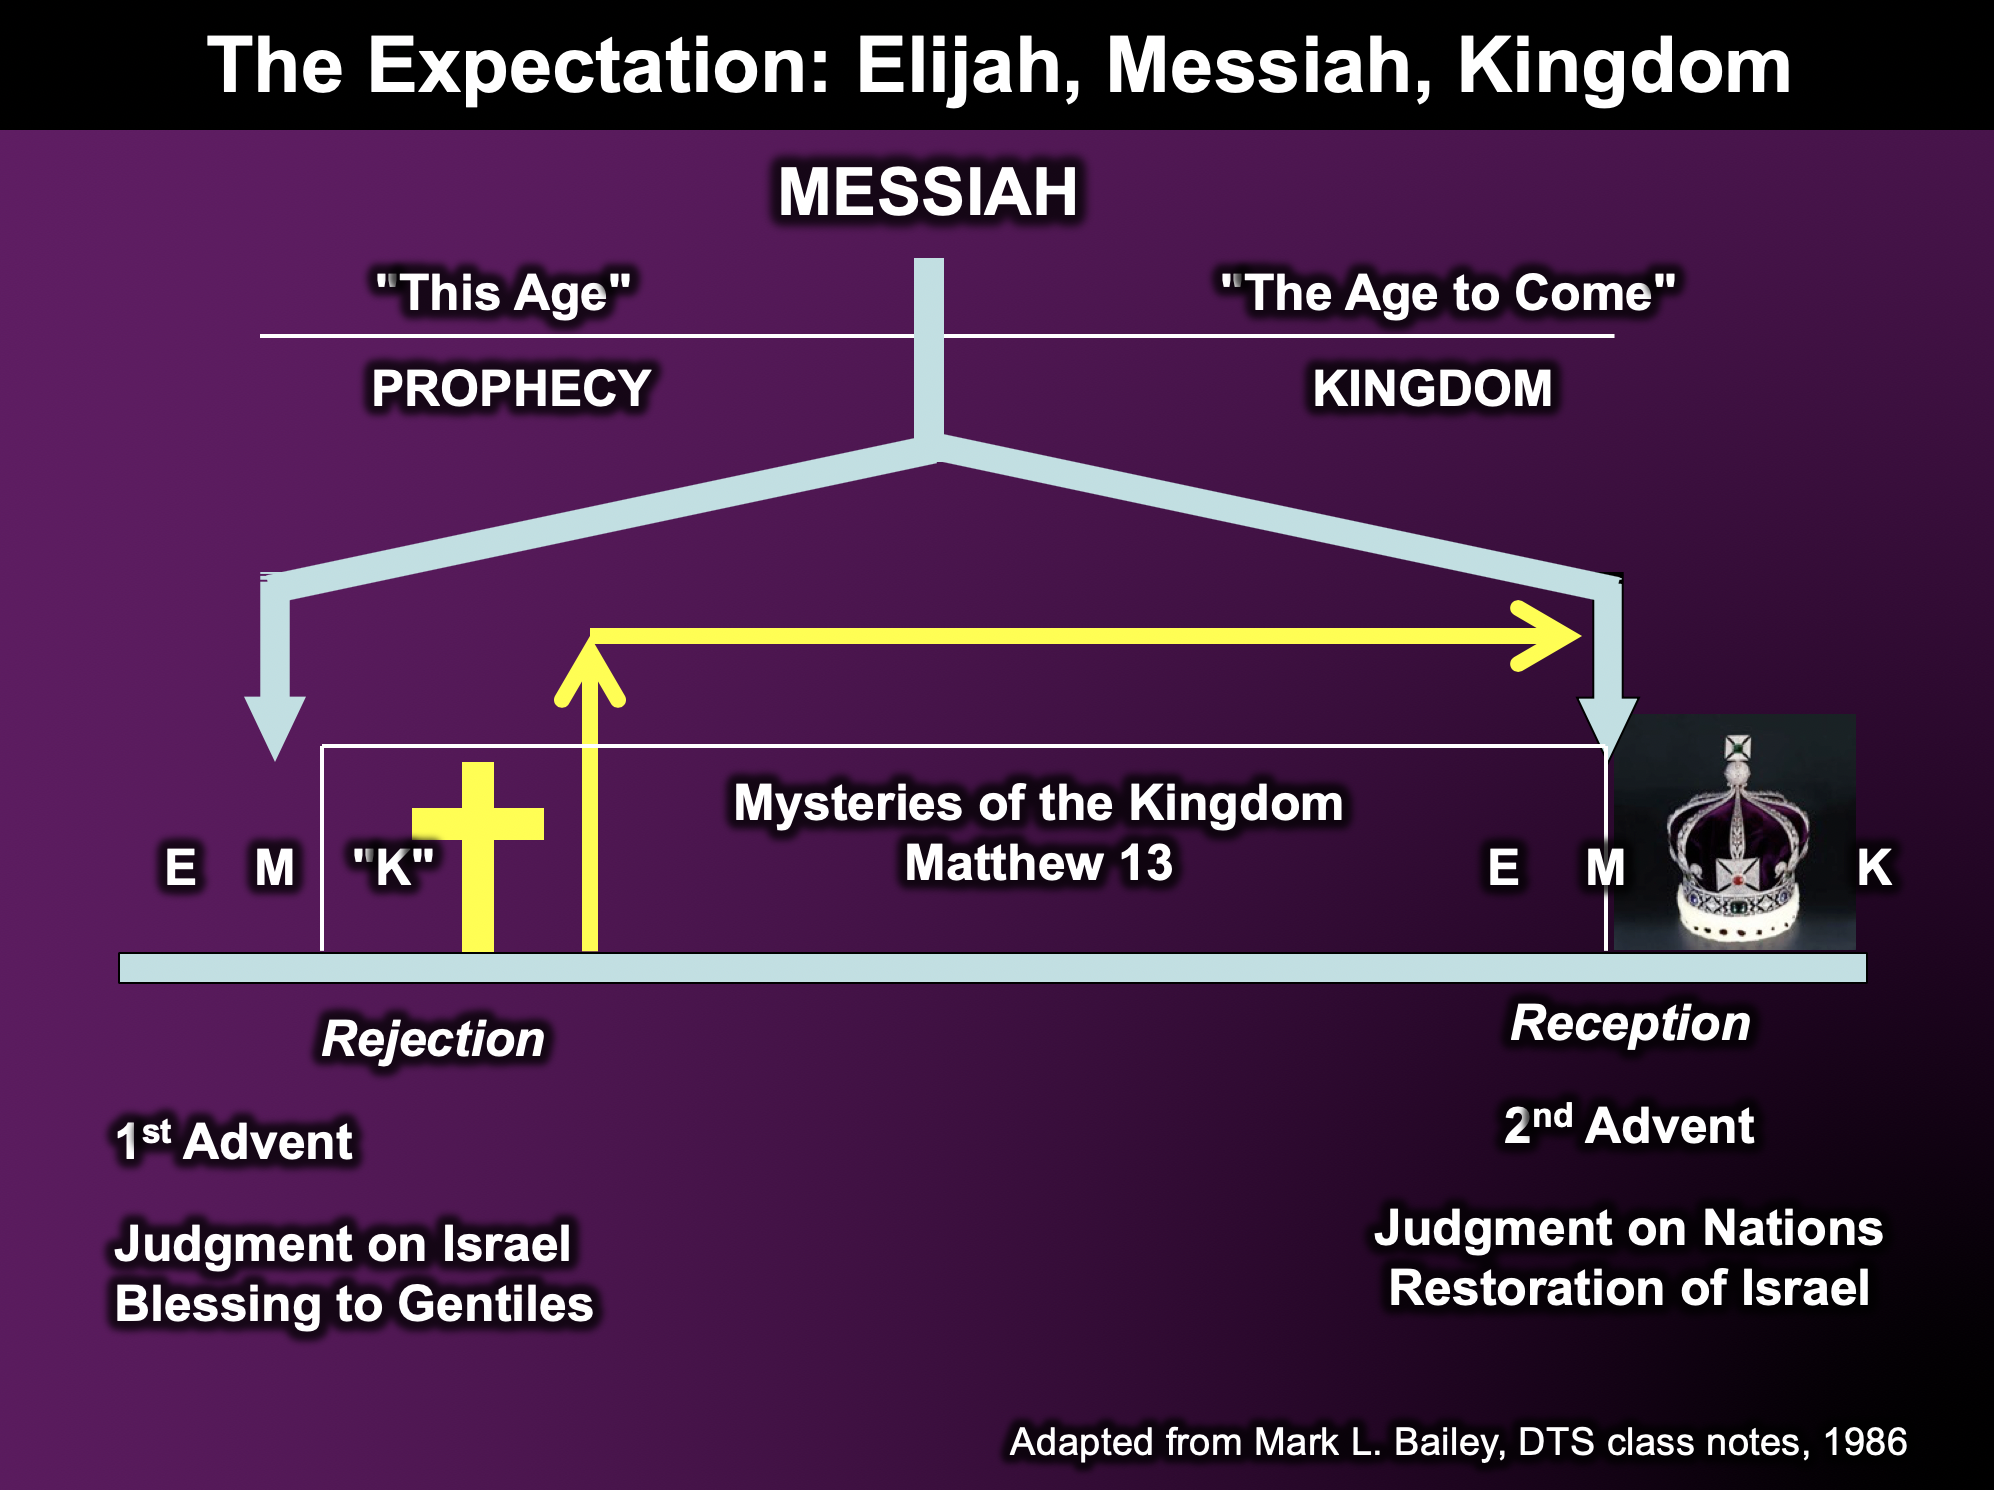 The Expectation: Elijah, Messiah, Kingdom
MESSIAH
"This Age"
"The Age to Come"
PROPHECY
KINGDOM
Mysteries of the Kingdom
Matthew 13
E M "K"
E M K
Rejection
Reception
1st Advent
2nd Advent
Judgment on Israel
Blessing to Gentiles
Judgment on Nations
Restoration of Israel
Adapted from Mark L. Bailey, DTS class notes, 1986